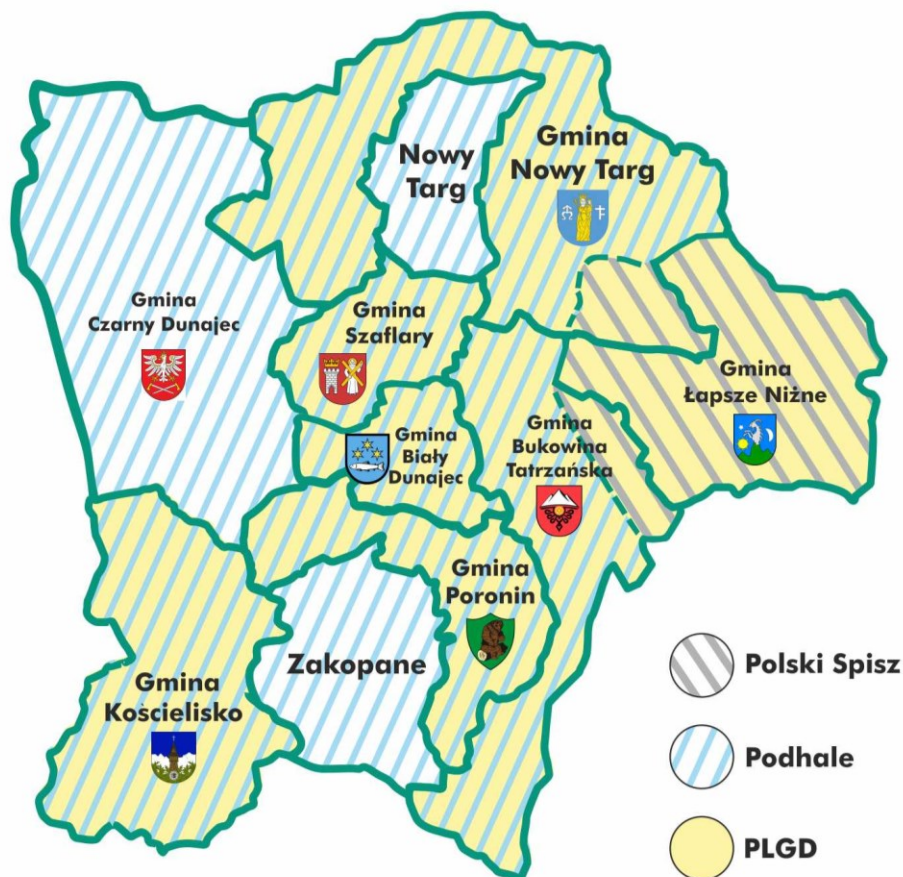 Nowy
Targ
Gmina
Nowy Targ
Gmina
Czarny Dunajec
Gmina
Szaflary
Gmina
Łapsze Niżne
Gmina
Biały
Dunajec
Gmina
Bukowina
Tatrzańska
Gmina
Poronin
Zakopane
Gmina
Kościelisko
Polski Spisz
Podhale
PLGD